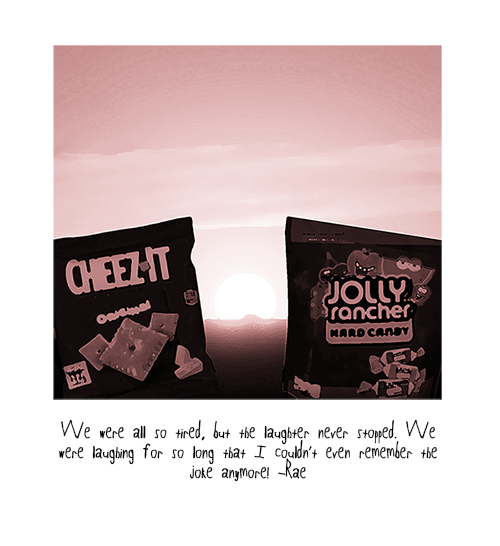 CHEEZ-IT
ORIGINAL
JOLLY
rancher
HARD CANDY
We were all so tired, but the laughter never stopped. We
were laughing for so long that I couldn't even remember the
joke anymore! -Rae